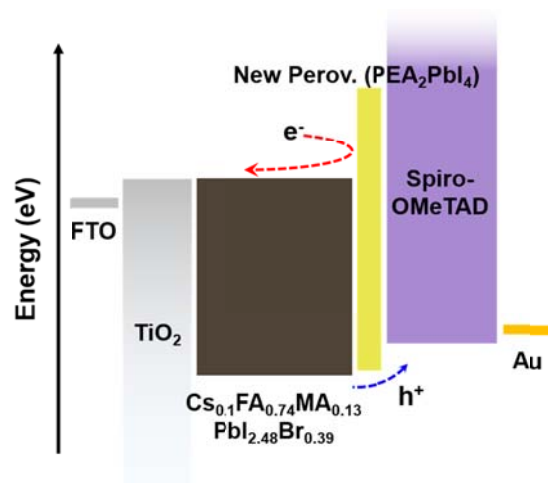 New Perov. (PEA₂PbI₄)
e⁻
Spiro-
OMeTAD
FTO
Energy (eV)
TiO₂
Au
h⁺
Cs₀.₁FA₀.₇₄MA₀.₁₃
PbI₂.₄₈Br₀.₃₉